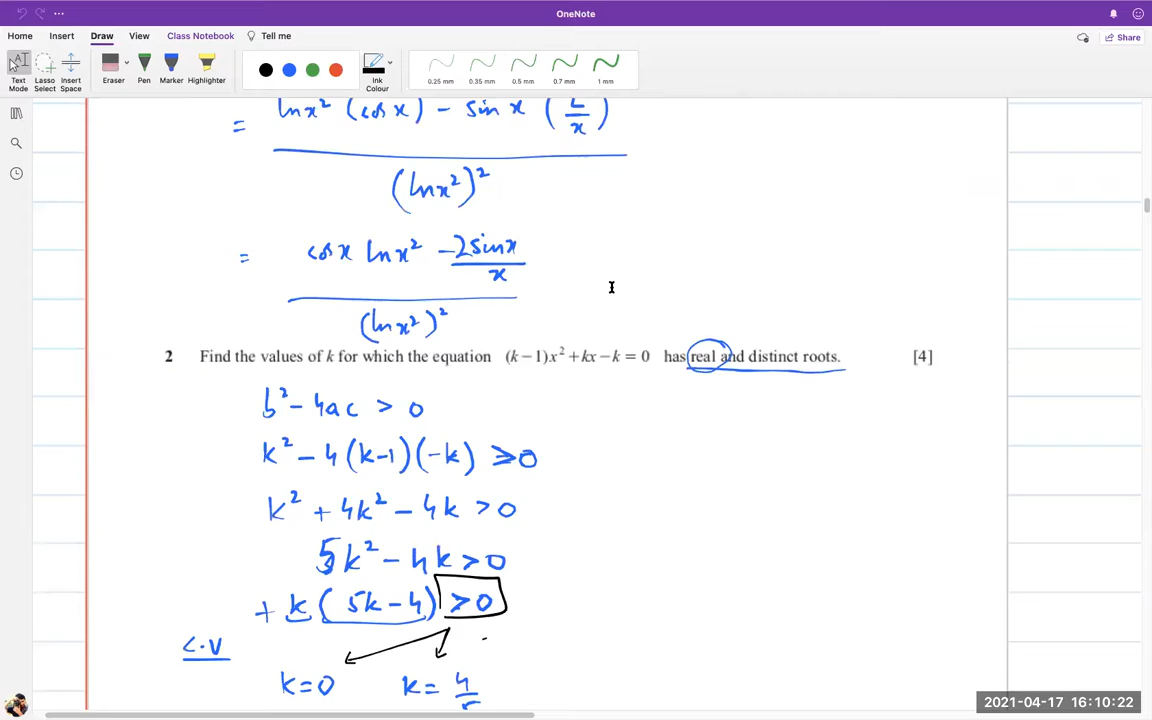 OneNote
Home Insert Draw View Class Notebook Tell me
Share
Text Mode Lasso Select Insert Space Eraser Pen Marker Highlighter Ink Colour 0.25 mm 0.35 mm 0.5 mm 0.7 mm 1 mm
= ln x² (cos x) − sin x (2/x)
(ln x²)²
= cos x ln x² − 2 sin x / x
(ln x²)²
2 Find the values of k for which the equation (k−1)x²+kx−k=0 has real and distinct roots. [4]
b² − 4ac > 0
k² − 4(k−1)(−k) ≥ 0
k² + 4k² − 4k > 0
5k² − 4k > 0
+ k(5k−4) > 0
C.V
k=0 k= 4/5
2021-04-17 16:10:22